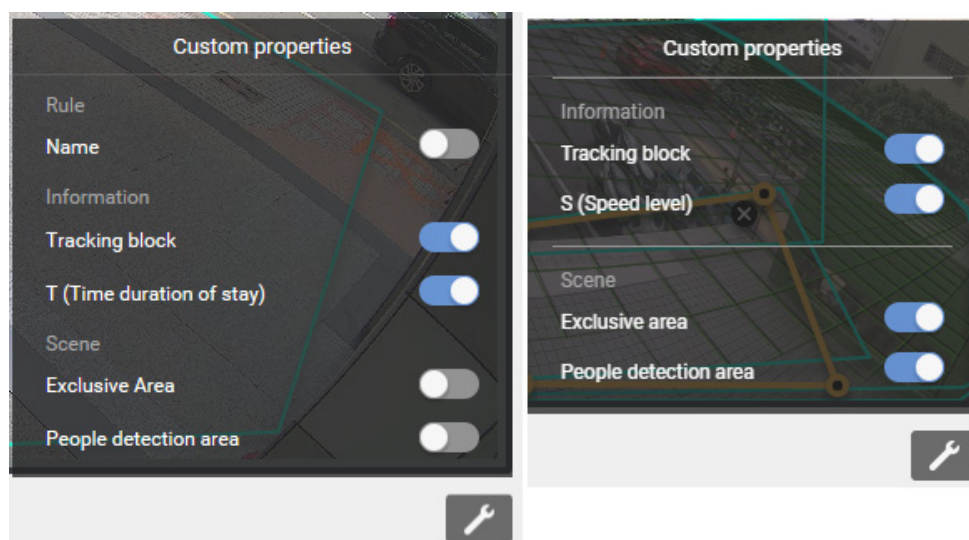 Custom properties
Rule
Name
Information
Tracking block
T (Time duration of stay)
Scene
Exclusive Area
People detection area
Custom properties
Information
Tracking block
S (Speed level)
Scene
Exclusive area
People detection area